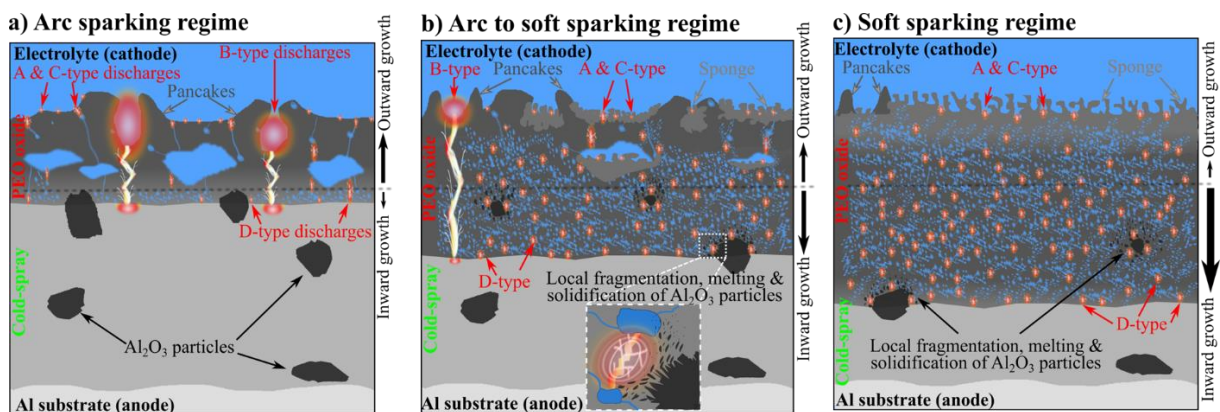 a) Arc sparking regime
Electrolyte (cathode)
B-type discharges
A & C-type discharges
Pancakes
PEO oxide
D-type discharges
Cold-spray
Al₂O₃ particles
Al substrate (anode)
Outward growth
Inward growth
b) Arc to soft sparking regime
Electrolyte (cathode)
B-type
Pancakes
A & C-type
Sponge
PEO oxide
D-type
Local fragmentation, melting &
solidification of Al₂O₃ particles
Cold-spray
Al substrate (anode)
Outward growth
Inward growth
c) Soft sparking regime
Electrolyte (cathode)
Pancakes
A & C-type
Sponge
PEO oxide
D-type
Local fragmentation, melting &
solidification of Al₂O₃ particles
Cold-spray
Al substrate (anode)
Outward growth
Inward growth